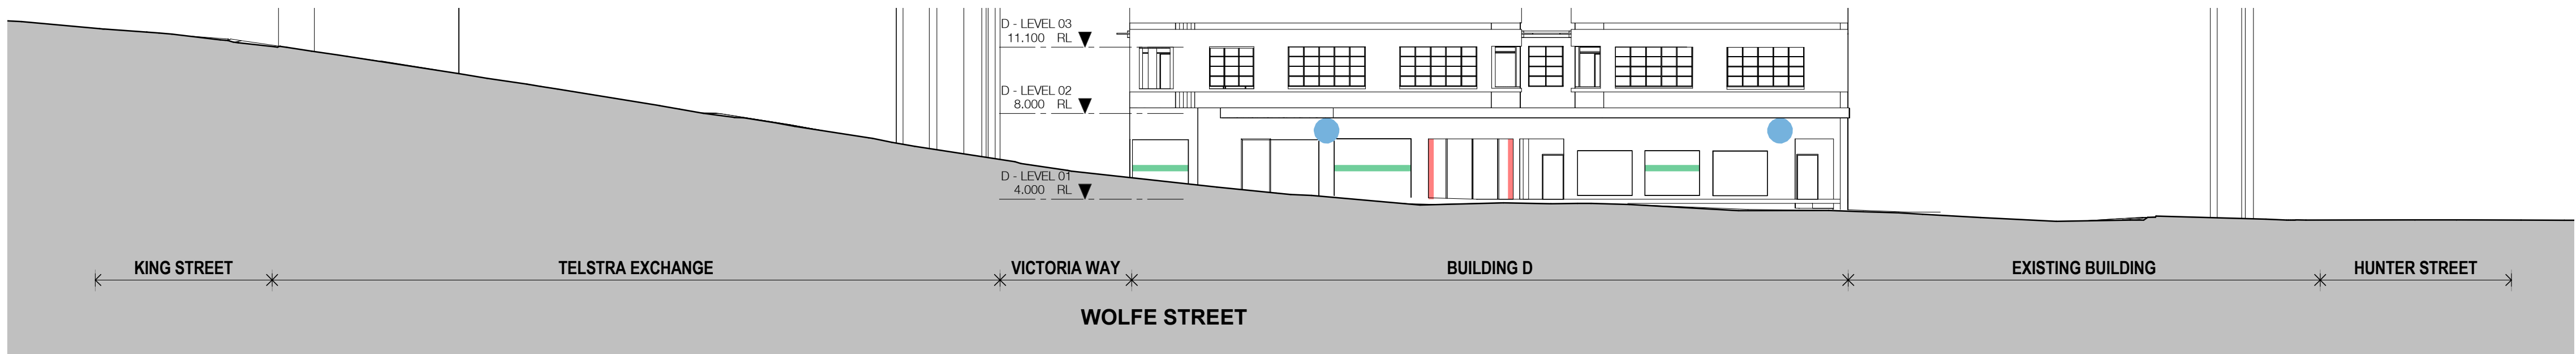 D - LEVEL 03
11.100 RL
D - LEVEL 02
8.000 RL
D - LEVEL 01
4.000 RL
KING STREET TELSTRA EXCHANGE VICTORIA WAY BUILDING D EXISTING BUILDING HUNTER STREET
WOLFE STREET